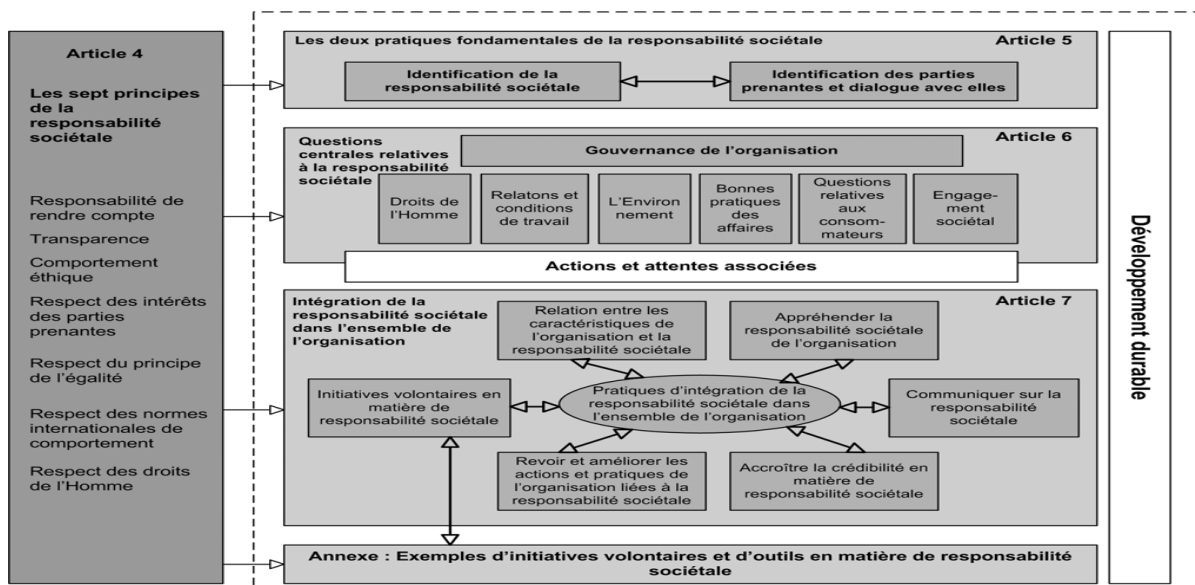 Article 4
Les sept principes
de la
responsabilité
sociétale
Responsabilité de
rendre compte
Transparence
Comportement
éthique
Respect des intérêts
des parties
prenantes
Respect du principe
de l'égalité
Respect des normes
internationales de
comportement
Respect des droits
de l'Homme
Les deux pratiques fondamentales de la responsabilité sociétale
Article 5
Identification de la
responsabilité sociétale
Identification des parties
prenantes et dialogue avec elles
Questions
centrales relatives
à la responsabilité
sociétale
Article 6
Gouvernance de l'organisation
Droits de
l'Homme
Relatons et
conditions
de travail
L'Environ
nement
Bonnes
pratiques
des
affaires
Questions
relatives
aux
consom-
mateurs
Engage-
ment
sociétal
Actions et attentes associées
Intégration de la
responsabilité sociétale
dans l'ensemble de
l'organisation
Article 7
Relation entre les
caractéristiques de
l'organisation et la
responsabilité sociétale
Appréhender la
responsabilité sociétale
de l'organisation
Initiatives volontaires en
matière de
responsabilité sociétale
Pratiques d'intégration de la
responsabilité sociétale dans
l'ensemble de l'organisation
Communiquer sur la
responsabilité
sociétale
Revoir et améliorer les
actions et pratiques de
l'organisation liées à la
responsabilité sociétale
Accroître la crédibilité en
matière de
responsabilité sociétale
Annexe : Exemples d'initiatives volontaires et d'outils en matière de responsabilité
sociétale
Développement durable